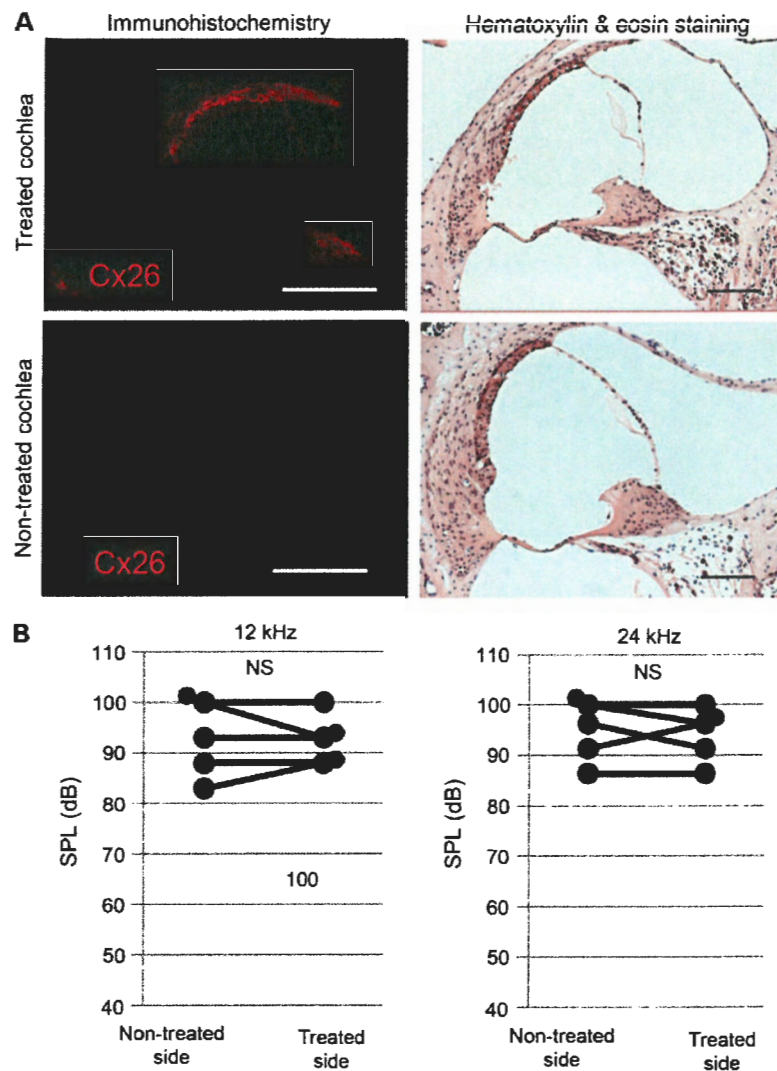 A
Immunohistochemistry
Hematoxylin & eosin staining
Treated cochlea
Cx26
Non-treated cochlea
Cx26
B
12 kHz
NS
SPL (dB)
110
100
90
80
70
60
50
40
100
Non-treated side
Treated side
24 kHz
NS
SPL (dB)
110
100
90
80
70
60
50
40
Non-treated side
Treated side